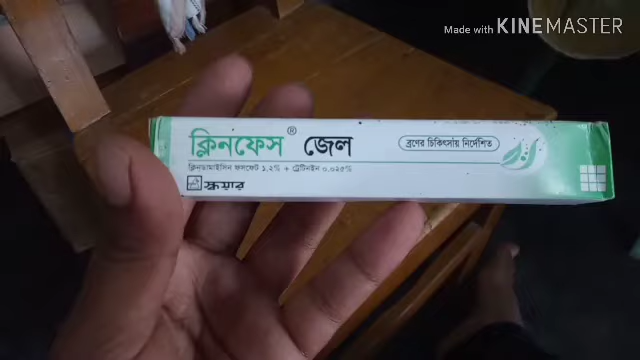 Made with KINEMASTER
ক্লিনফেস® জেল
ব্রণের চিকিৎসায় নির্দেশিত
ক্লিনডামাইসিন ফসফেট ১.২% + ট্রেটিনইন ০.০২৫%
স্কয়ার